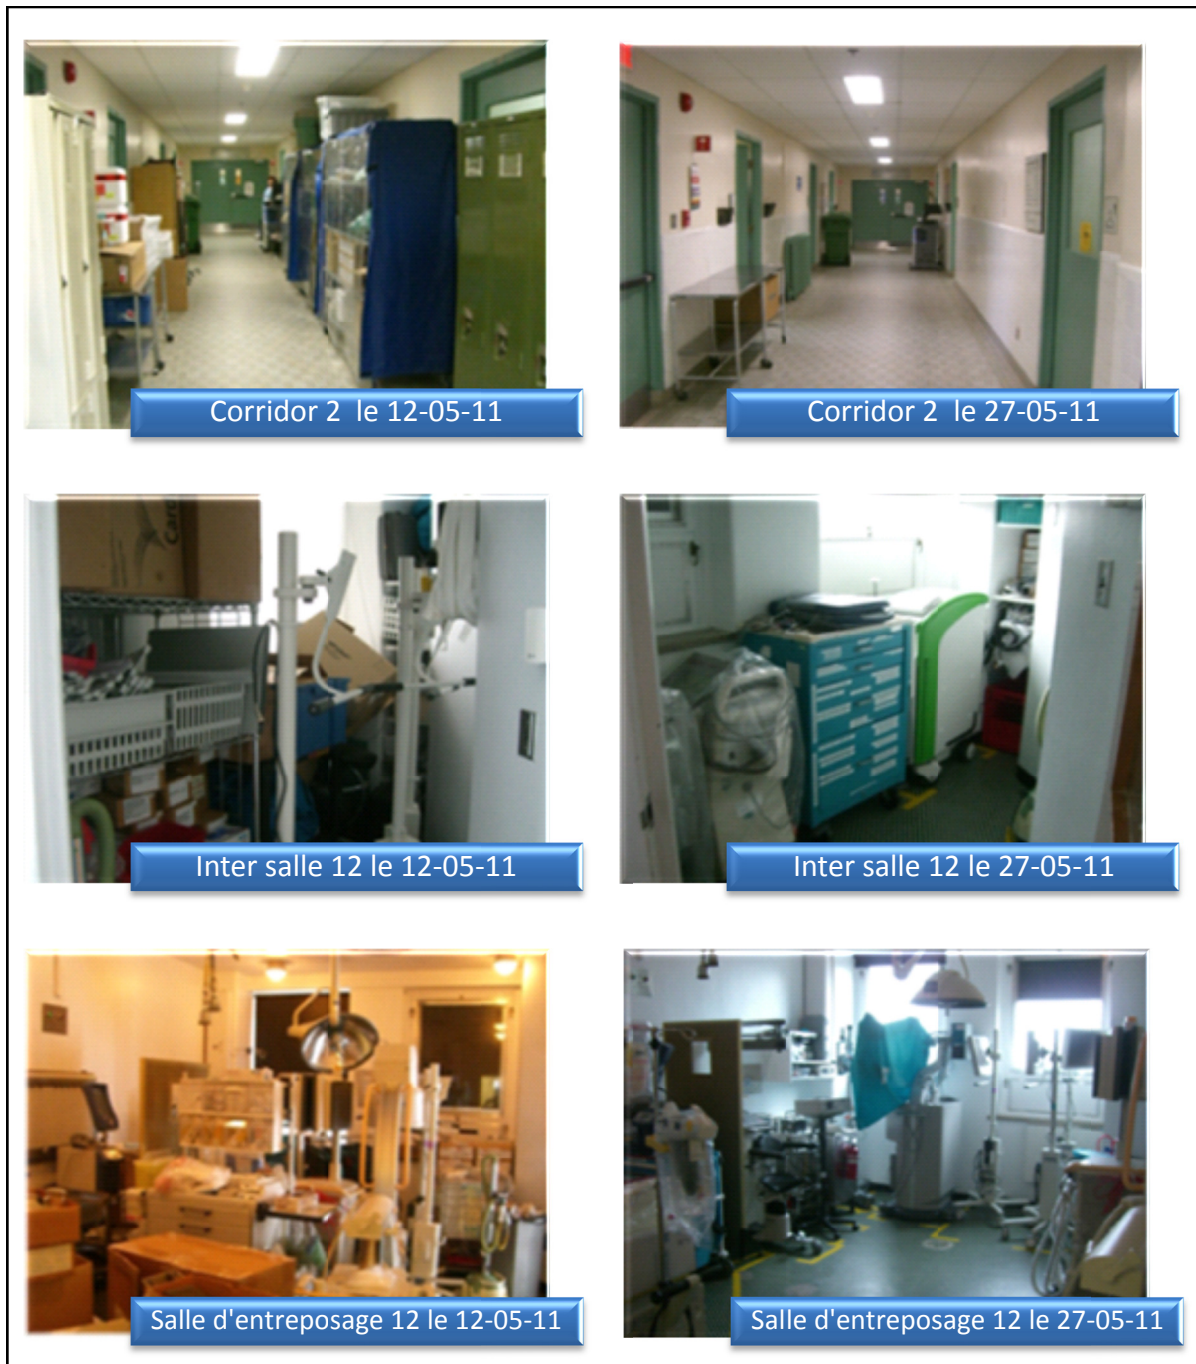 Corridor 2 le 12-05-11
Corridor 2 le 27-05-11
Card
Inter salle 12 le 12-05-11
Inter salle 12 le 27-05-11
Salle d'entreposage 12 le 12-05-11
Salle d'entreposage 12 le 27-05-11